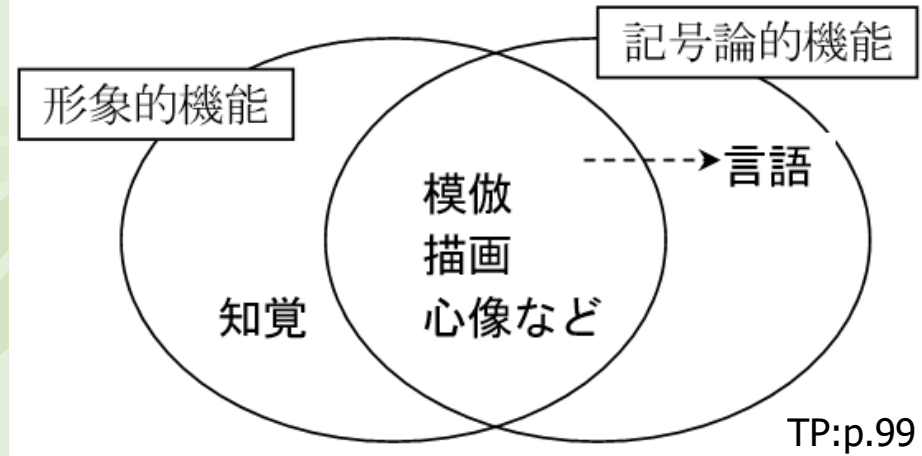 記号論的機能
形象的機能
言語
模倣
描画
心像など
知覚
TP:p.99